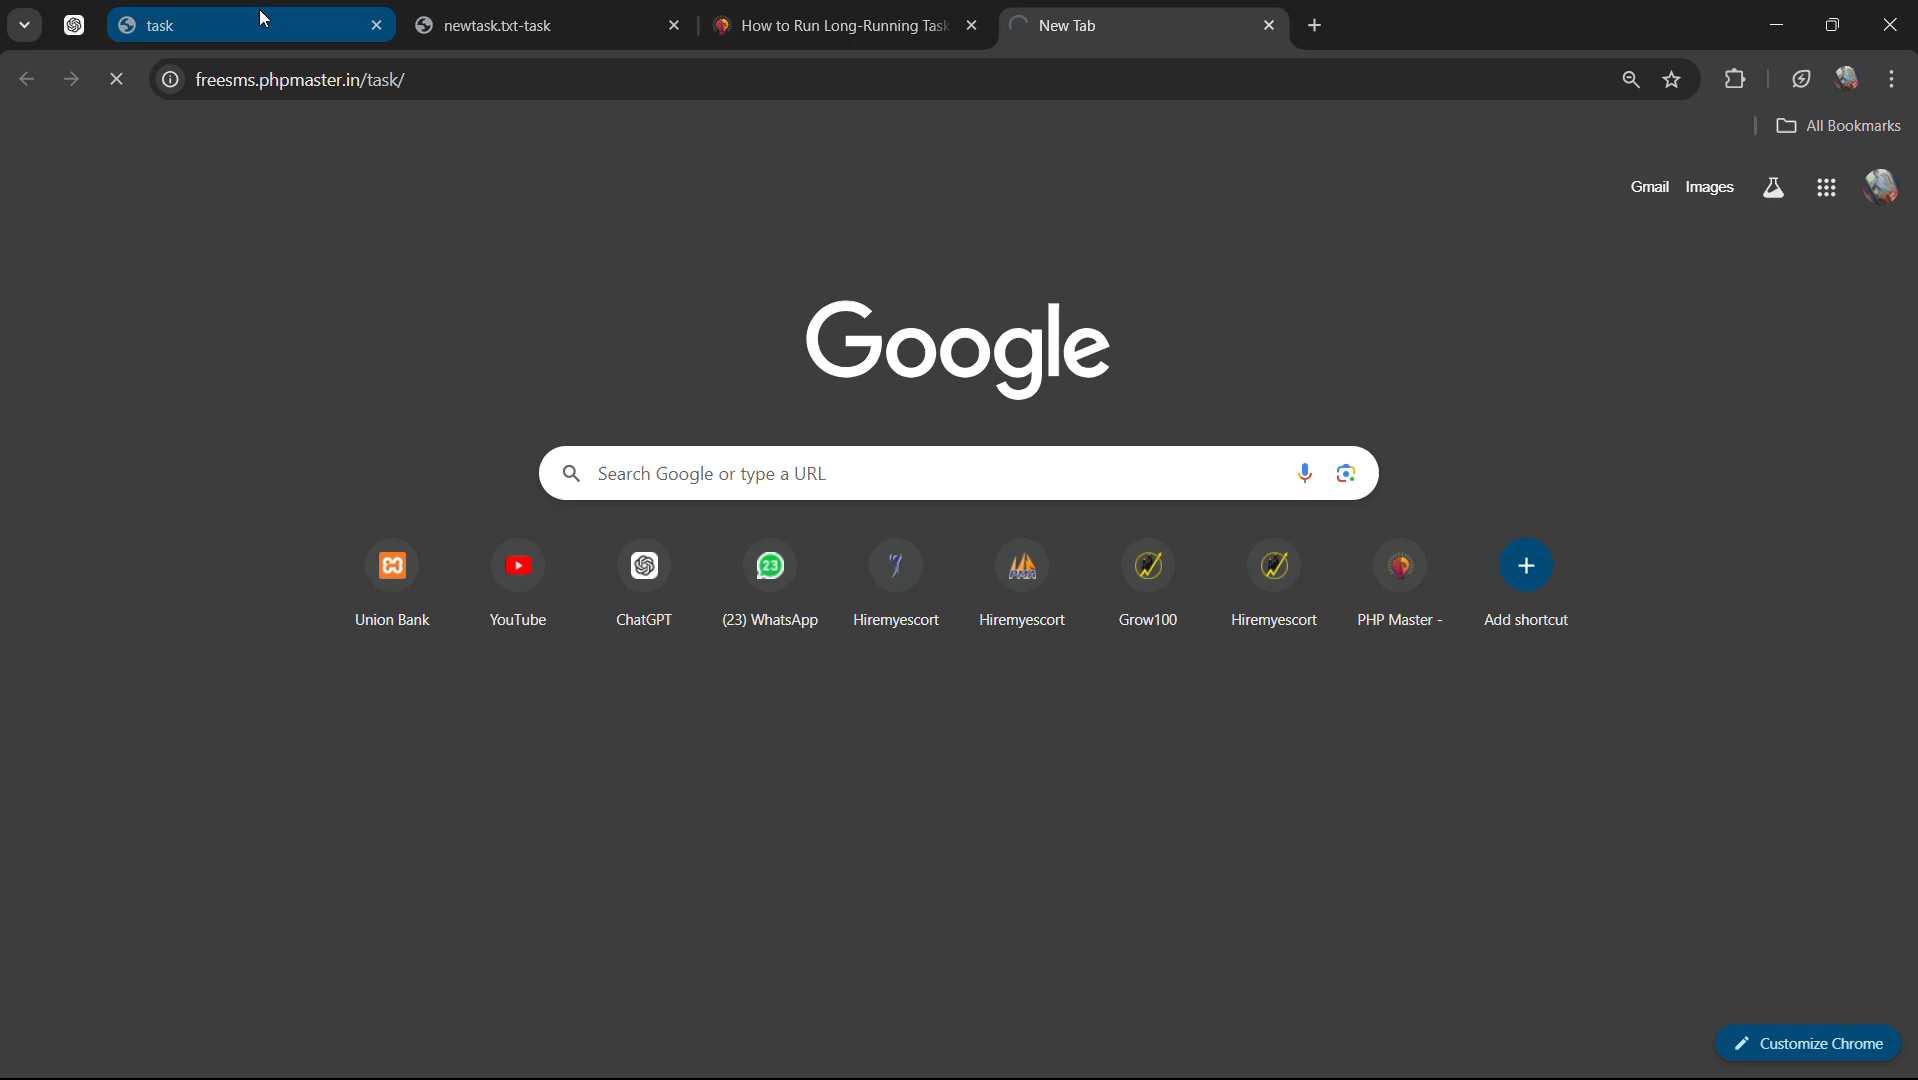 task
newtask.txt-task
How to Run Long-Running Task
New Tab
freesms.phpmaster.in/task/
All Bookmarks
Gmail
Images
Google
Search Google or type a URL
23
PMA
Union Bank
YouTube
ChatGPT
(23) WhatsApp
Hiremyescort
Hiremyescort
Grow100
Hiremyescort
PHP Master -
Add shortcut
Customize Chrome